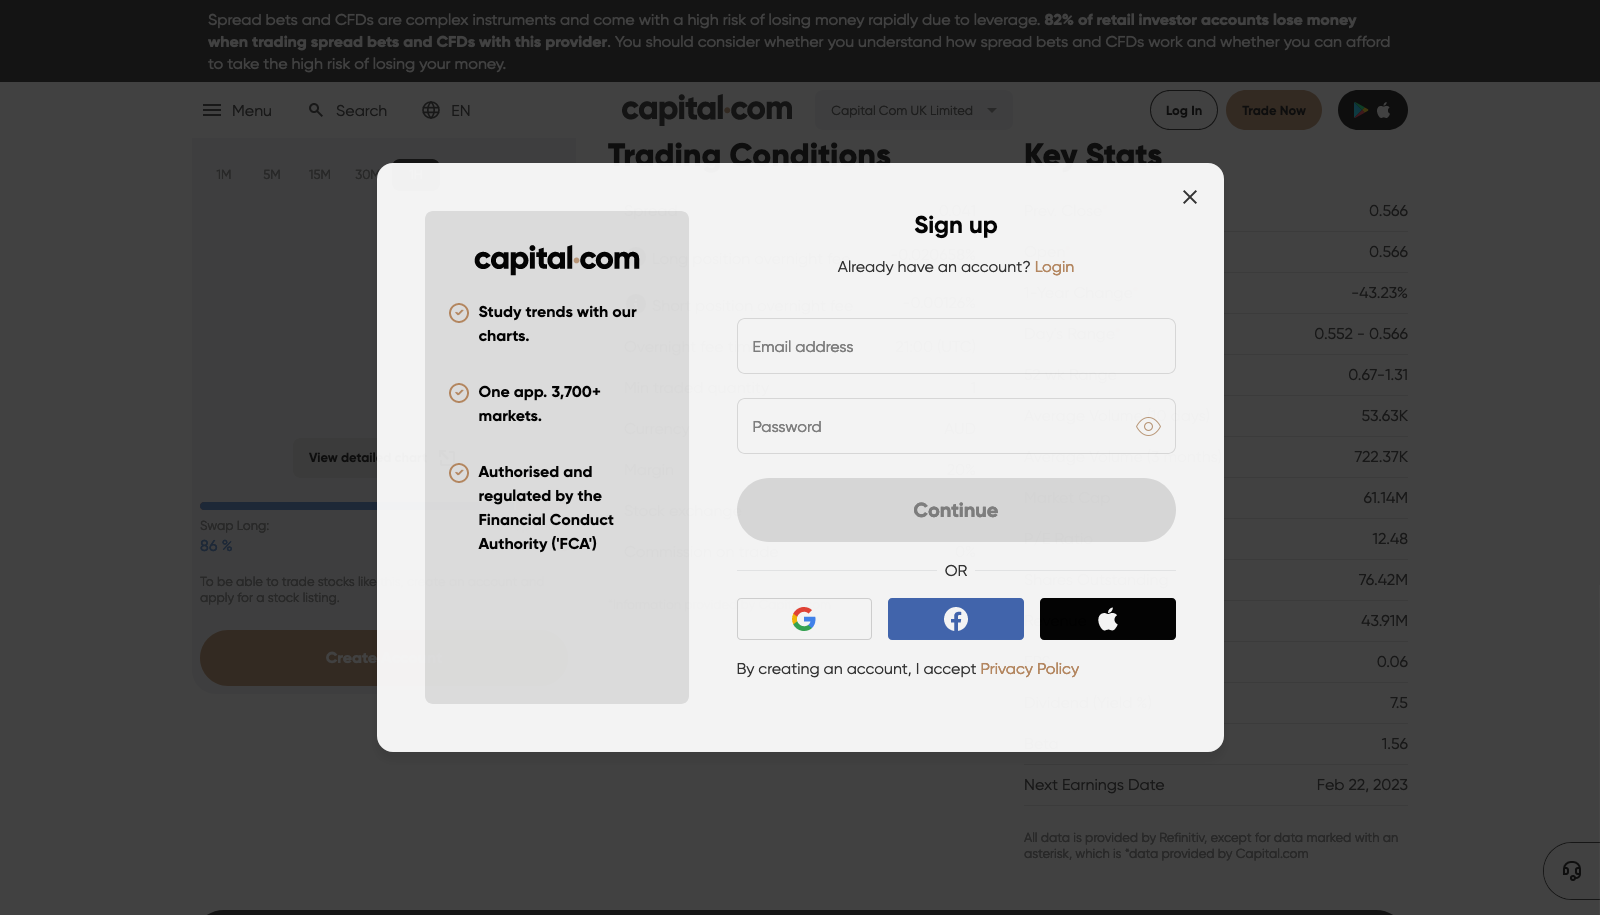 Spread bets and CFDs are complex instruments and come with a high risk of losing money rapidly due to leverage. 82% of retail investor accounts lose money
when trading spread bets and CFDs with this provider. You should consider whether you understand how spread bets and CFDs work and whether you can afford
to take the high risk of losing your money.
Menu
Search
EN
capital.com
Capital Com UK Limited
Log In
Trade Now
1M
5M
15M
30M
View detailed
Swap Long:
86 %
To be able to trade stocks like
apply for a stock listing.
Create
Trading Conditions
Key Stats
0.566
0.566
-43.23%
0.552 - 0.566
0.67-1.31
53.63K
722.37K
61.14M
12.48
76.42M
43.91M
0.06
7.5
1.56
Next Earnings Date
Feb 22, 2023
All data is provided by Refinitiv, except for data marked with an
asterisk, which is *data provided by Capital.com
capital.com
Study trends with our
charts.
One app. 3,700+
markets.
Authorised and
regulated by the
Financial Conduct
Authority ('FCA')
Sign up
Already have an account? Login
Email address
Password
Continue
OR
By creating an account, I accept Privacy Policy